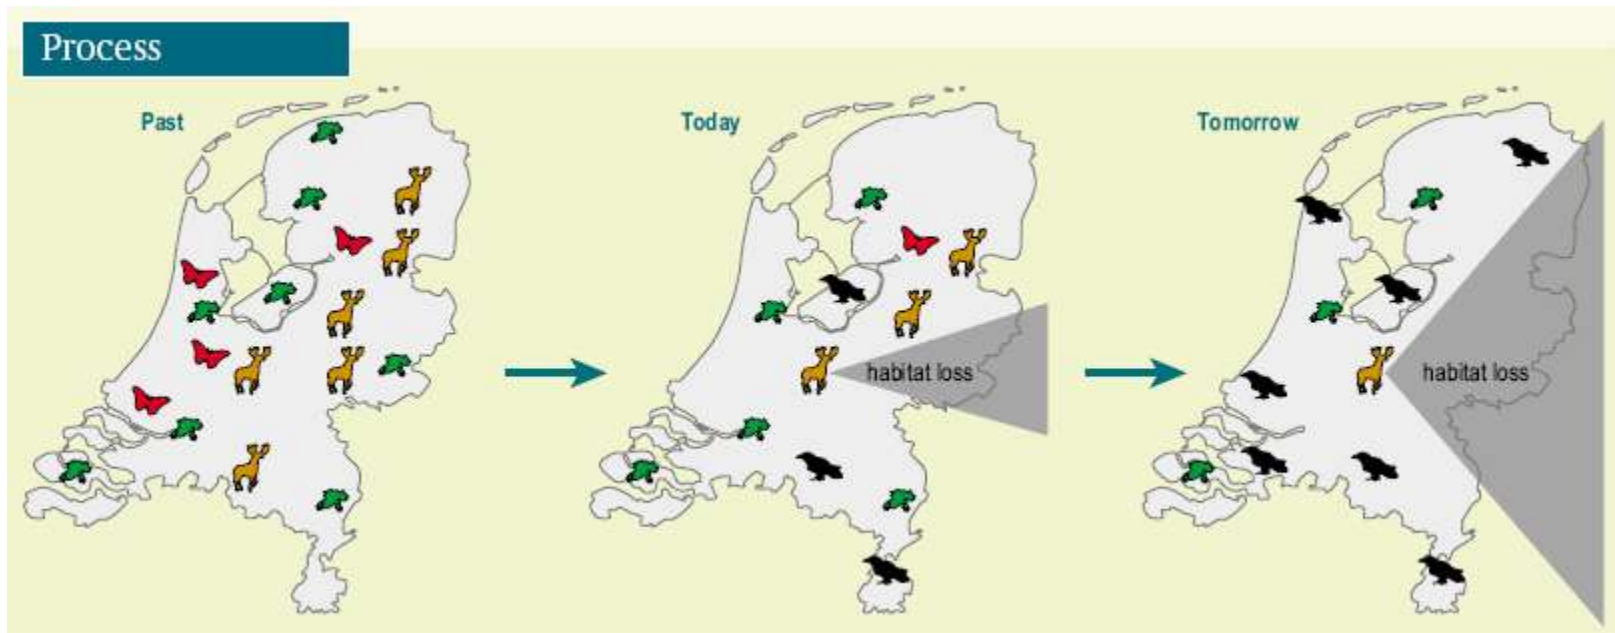 Process
Past
Today
Tomorrow
habitat loss
habitat loss